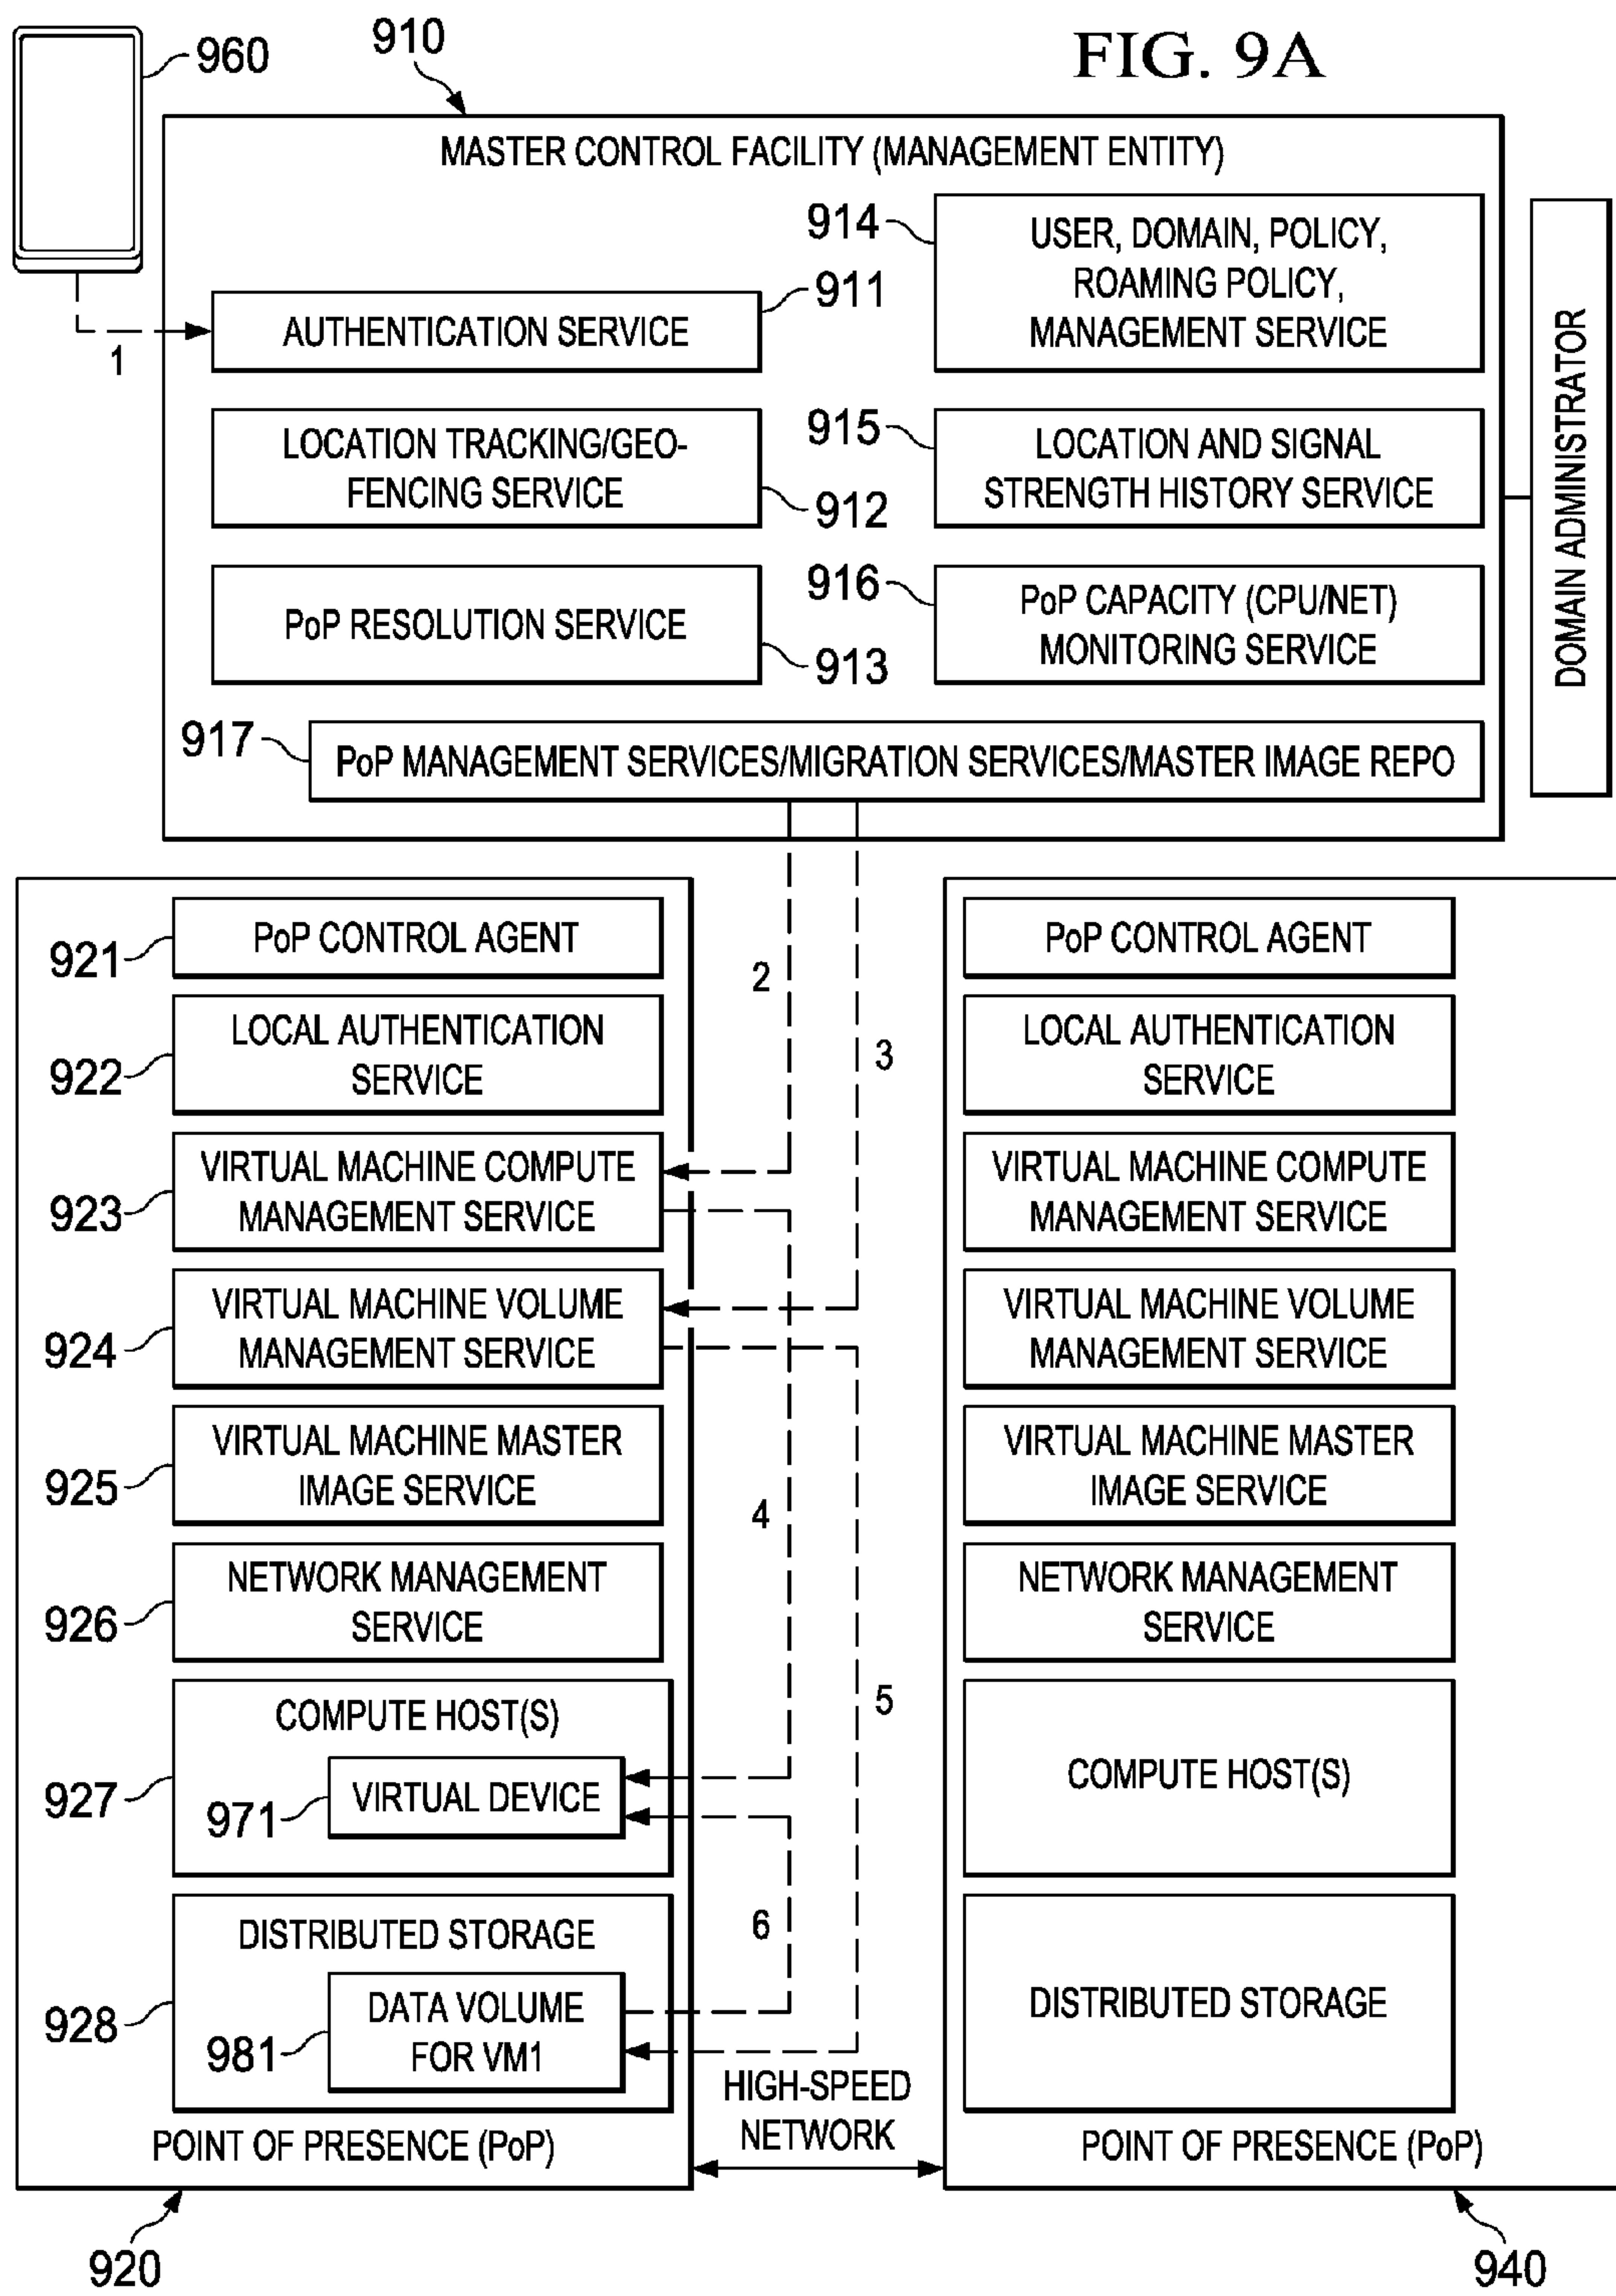 FIG. 9A
960
910
MASTER CONTROL FACILITY (MANAGEMENT ENTITY)
914
USER, DOMAIN, POLICY,
ROAMING POLICY,
MANAGEMENT SERVICE
911
AUTHENTICATION SERVICE
1
LOCATION TRACKING/GEO-
FENCING SERVICE
912
915
LOCATION AND SIGNAL
STRENGTH HISTORY SERVICE
PoP RESOLUTION SERVICE
913
916
PoP CAPACITY (CPU/NET)
MONITORING SERVICE
917
PoP MANAGEMENT SERVICES/MIGRATION SERVICES/MASTER IMAGE REPO
DOMAIN ADMINISTRATOR
921
PoP CONTROL AGENT
922
LOCAL AUTHENTICATION
SERVICE
923
VIRTUAL MACHINE COMPUTE
MANAGEMENT SERVICE
924
VIRTUAL MACHINE VOLUME
MANAGEMENT SERVICE
925
VIRTUAL MACHINE MASTER
IMAGE SERVICE
926
NETWORK MANAGEMENT
SERVICE
927
COMPUTE HOST(S)
971
VIRTUAL DEVICE
928
DISTRIBUTED STORAGE
981
DATA VOLUME
FOR VM1
POINT OF PRESENCE (PoP)
920
2
3
4
5
6
HIGH-SPEED
NETWORK
PoP CONTROL AGENT
LOCAL AUTHENTICATION
SERVICE
VIRTUAL MACHINE COMPUTE
MANAGEMENT SERVICE
VIRTUAL MACHINE VOLUME
MANAGEMENT SERVICE
VIRTUAL MACHINE MASTER
IMAGE SERVICE
NETWORK MANAGEMENT
SERVICE
COMPUTE HOST(S)
DISTRIBUTED STORAGE
POINT OF PRESENCE (PoP)
940